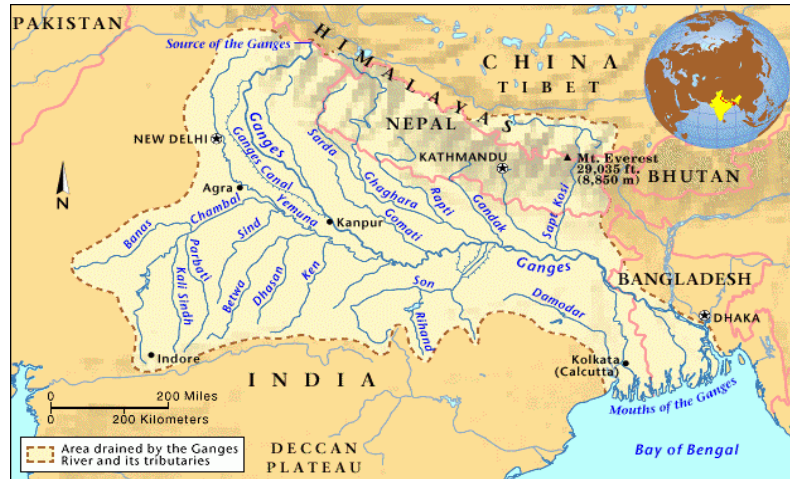 PAKISTAN
Source of the Ganges
HIMALAYAS
CHINA
TIBET
NEPAL
NEW DELHI
Ganges
Ganges Canal
Sarda
KATHMANDU
Mt. Everest
29,035 ft.
(8,850 m)
BHUTAN
N
Agra
Ghaghara
Rapti
Gandak
Sapt Kosi
Banas
Chambal
Yemuna
Kanpur
Gomati
Sind
Parbati
Kali Sindh
Betwa
Dhasan
Ken
Ganges
BANGLADESH
Son
Rihand
Damodar
DHAKA
Indore
Kolkata
(Calcutta)
INDIA
Mouths of the Ganges
0 200 Miles
0 200 Kilometers
DECCAN
PLATEAU
Bay of Bengal
Area drained by the Ganges
River and its tributaries